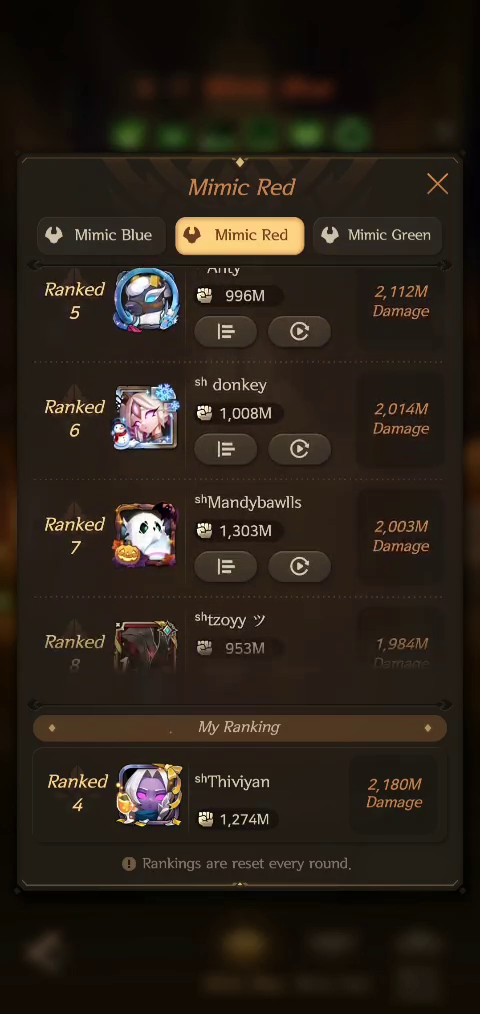 Mimic Red
Mimic Blue
Mimic Red
Mimic Green
Ranked
5
996M
2,112M
Damage
Ranked
6
ˢʰ donkey
1,008M
2,014M
Damage
Ranked
7
ˢʰMandybawlls
1,303M
2,003M
Damage
Ranked
8
ˢʰtzoyy ツ
953M
1,984M
Damage
My Ranking
Ranked
4
ˢʰThiviyan
1,274M
2,180M
Damage
Rankings are reset every round.